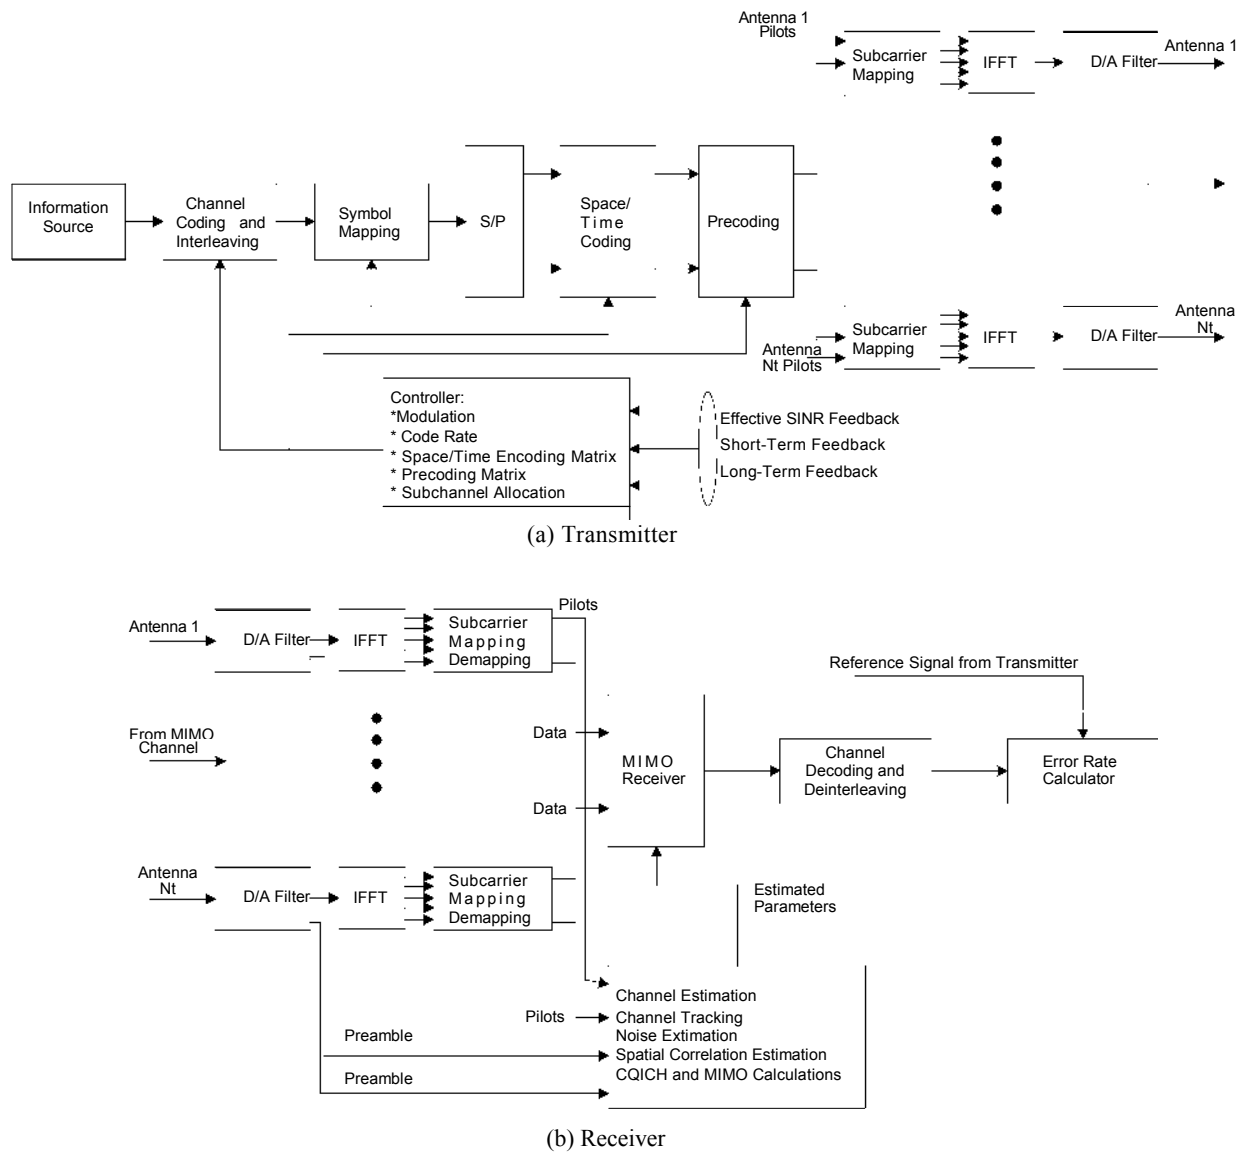 Antenna 1
Pilots
Subcarrier
Mapping
IFFT
D/A Filter
Antenna 1
Information
Source
Channel
Coding and
Interleaving
Symbol
Mapping
S/P
Space/
Time
Coding
Precoding
Antenna
Nt Pilots
Subcarrier
Mapping
IFFT
D/A Filter
Antenna
Nt
Controller:
*Modulation
* Code Rate
* Space/Time Encoding Matrix
* Precoding Matrix
* Subchannel Allocation
Effective SINR Feedback
Short-Term Feedback
Long-Term Feedback
(a) Transmitter
Antenna 1
D/A Filter
IFFT
Subcarrier
Mapping
Demapping
Pilots
Reference Signal from Transmitter
From MIMO
Channel
Data
Data
MIMO
Receiver
Channel
Decoding and
Deinterleaving
Error Rate
Calculator
Antenna
Nt
D/A Filter
IFFT
Subcarrier
Mapping
Demapping
Estimated
Parameters
Pilots
Preamble
Preamble
Channel Estimation
Channel Tracking
Noise Extimation
Spatial Correlation Estimation
CQICH and MIMO Calculations
(b) Receiver